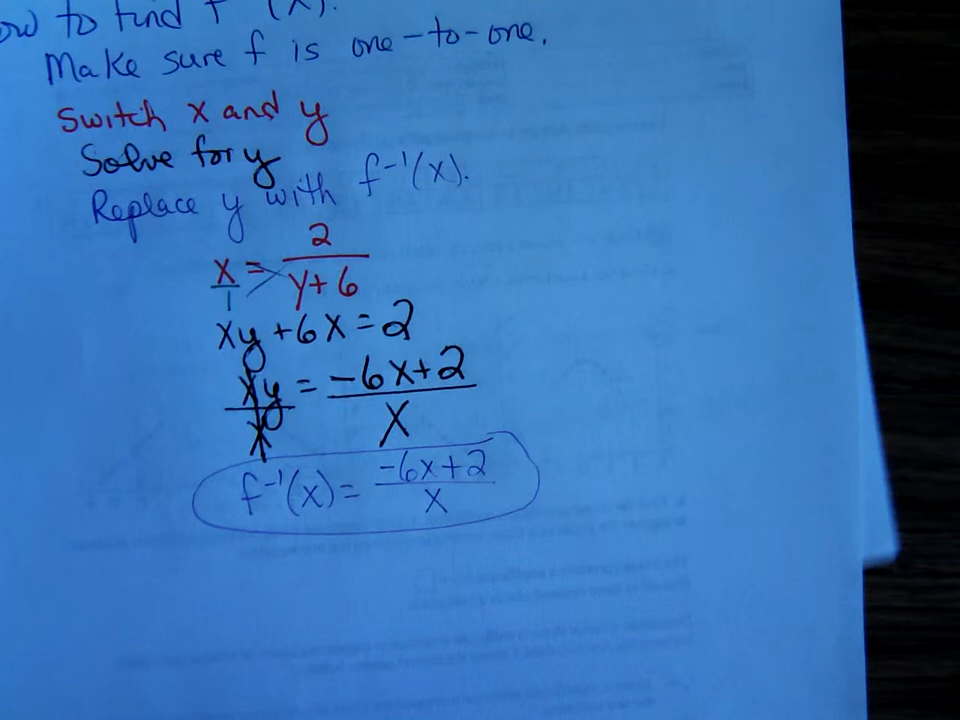 to find f (x).
Make sure f is one-to-one.
Switch x and y
Solve for y
Replace y with f⁻¹(x).
x/1 = 2/(y+6)
xy+6x=2
xy/x = (-6x+2)/x
f⁻¹(x) = (-6x+2)/x